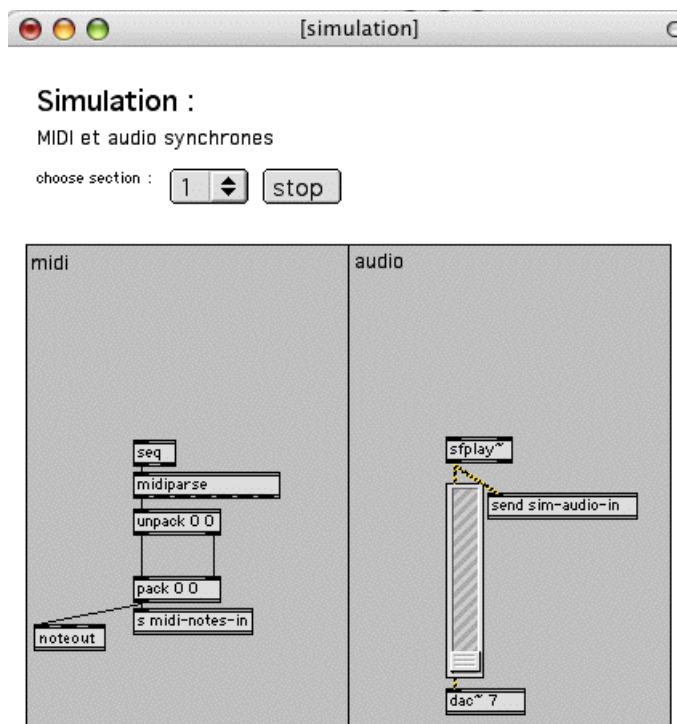 [simulation]
Simulation :
MIDI et audio synchrones
choose section :
1
stop
midi
audio
seq
midiparse
unpack 0 0
pack 0 0
s midi-notes-in
noteout
sfplay~
send sim-audio-in
dac~ 7